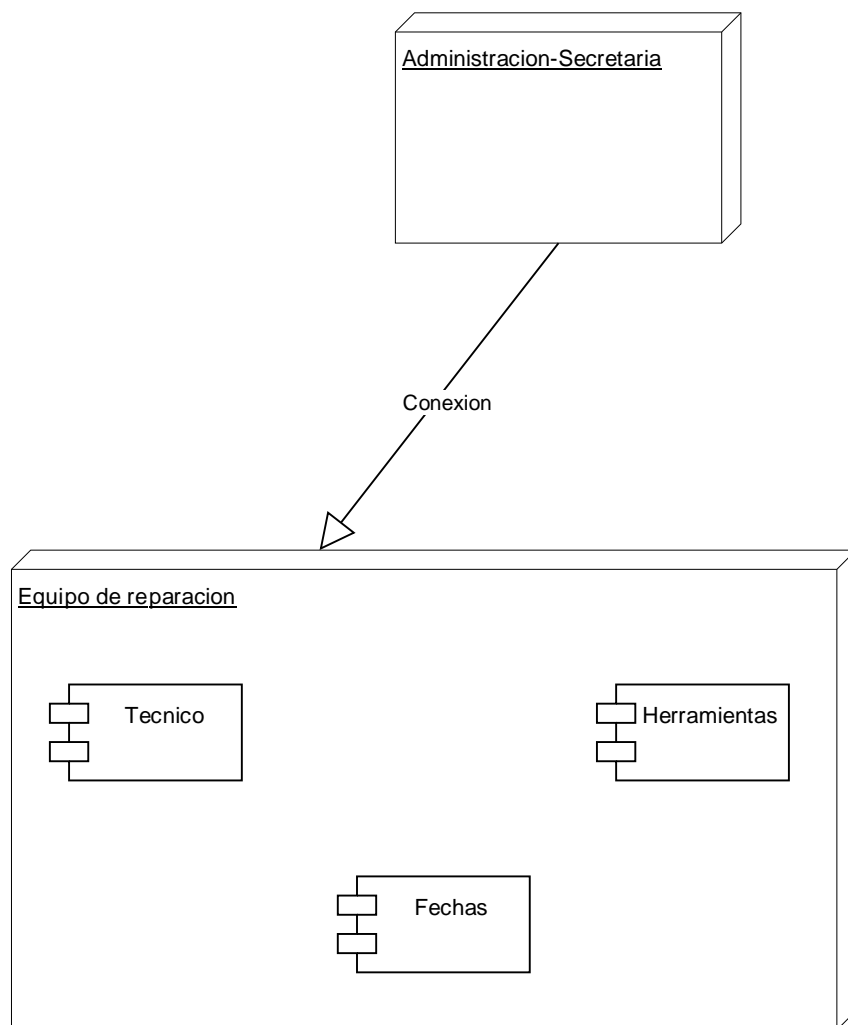 Administracion-Secretaria
Conexion
Equipo de reparacion
Tecnico
Herramientas
Fechas